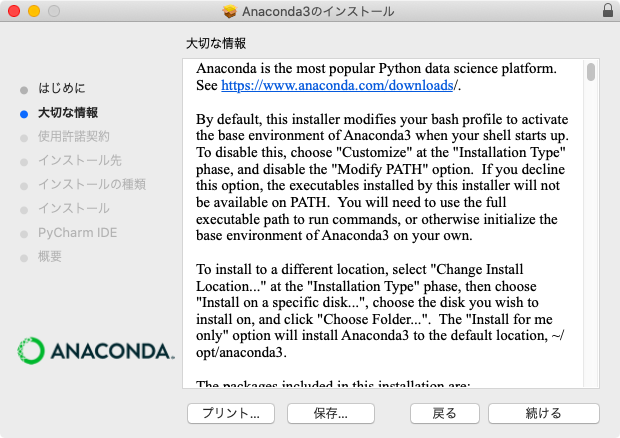 Anaconda3のインストール
大切な情報
はじめに
大切な情報
使用許諾契約
インストール先
インストールの種類
インストール
PyCharm IDE
概要
ANACONDA.
Anaconda is the most popular Python data science platform.
See https://www.anaconda.com/downloads/.
By default, this installer modifies your bash profile to activate
the base environment of Anaconda3 when your shell starts up.
To disable this, choose "Customize" at the "Installation Type"
phase, and disable the "Modify PATH" option.  If you decline
this option, the executables installed by this installer will not
be available on PATH.  You will need to use the full
executable path to run commands, or otherwise initialize the
base environment of Anaconda3 on your own.
To install to a different location, select "Change Install
Location..." at the "Installation Type" phase, then choose
"Install on a specific disk...", choose the disk you wish to
install on, and click "Choose Folder...".  The "Install for me
only" option will install Anaconda3 to the default location, ~/
opt/anaconda3.
The packages included in this installation are:
プリント...
保存...
戻る
続ける